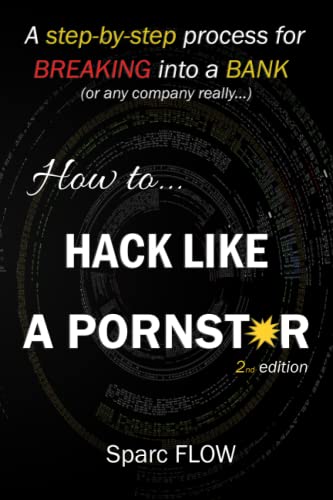 A step-by-step process for
BREAKING into a BANK
(or any company really...)
How to...
HACK LIKE
A PORNST★R
2nd edition
Sparc FLOW